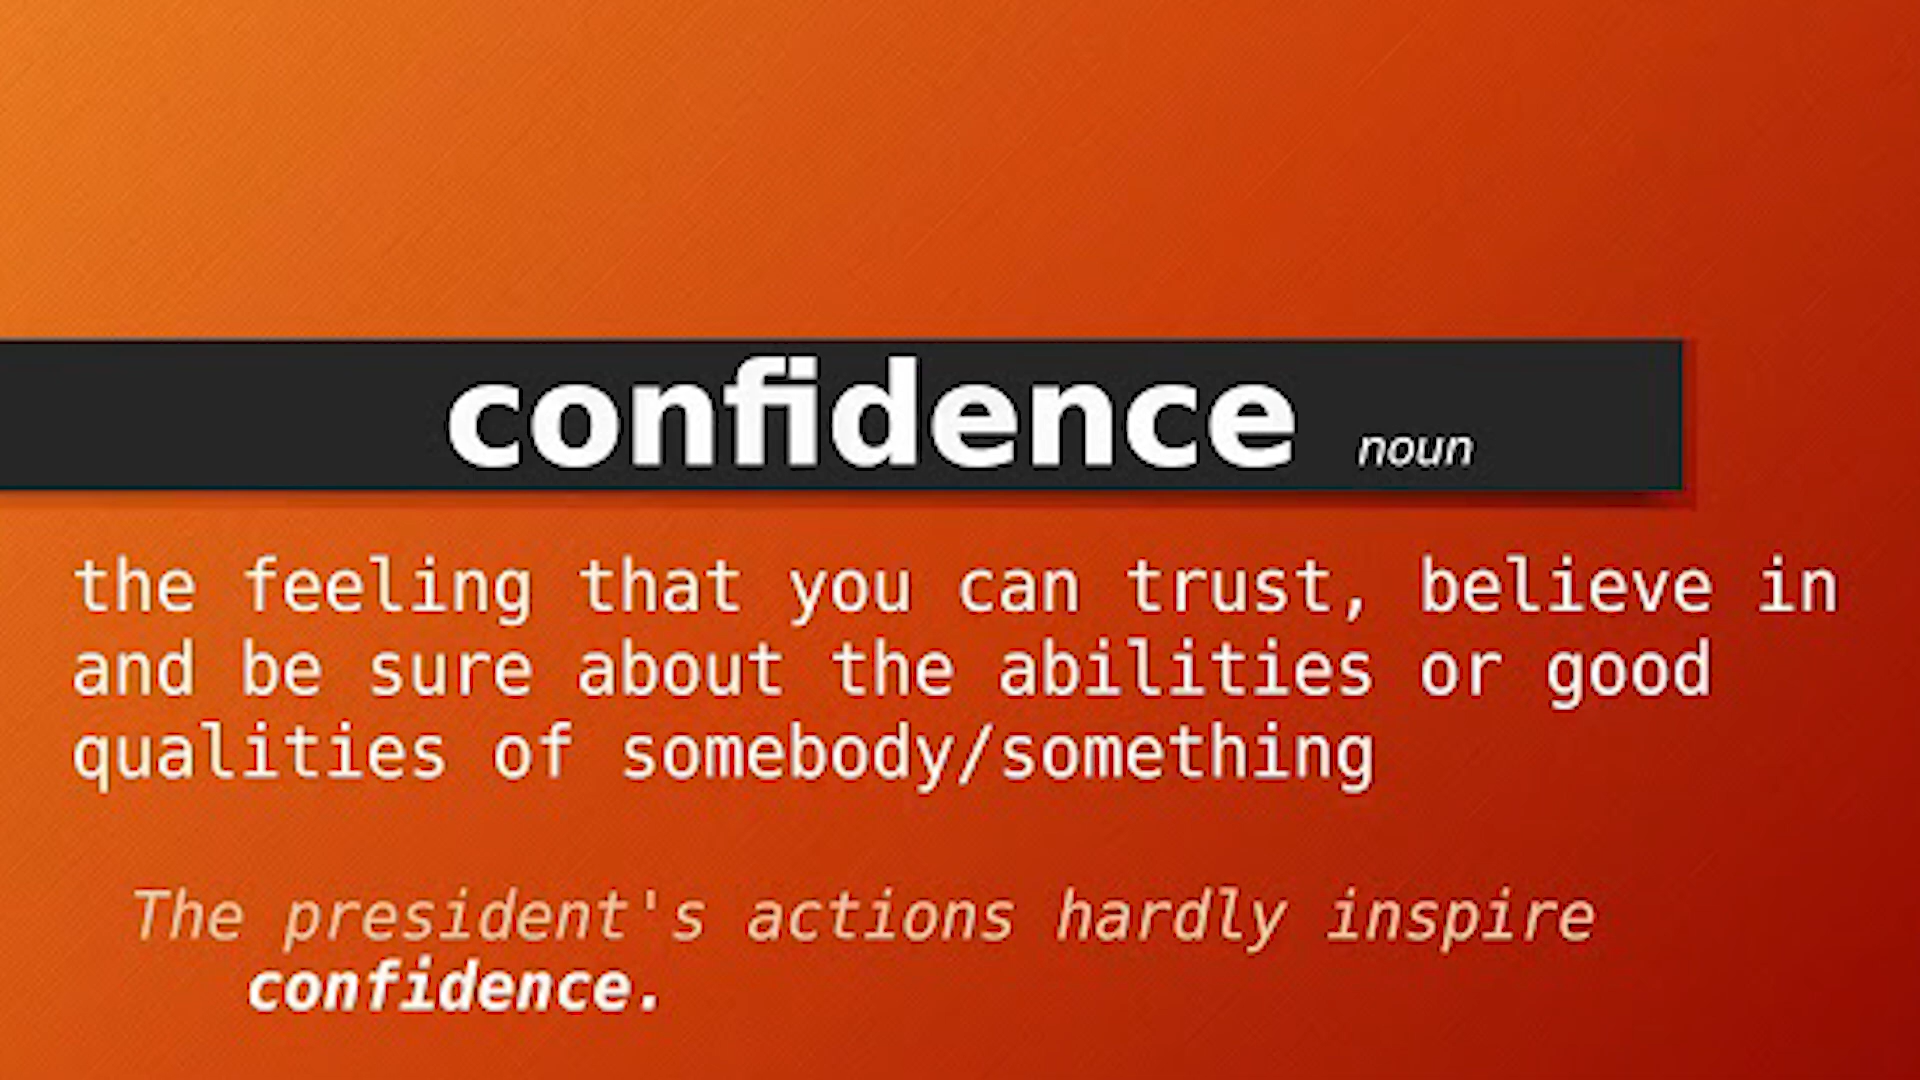 confidence noun
the feeling that you can trust, believe in
and be sure about the abilities or good
qualities of somebody/something
The president's actions hardly inspire
confidence.